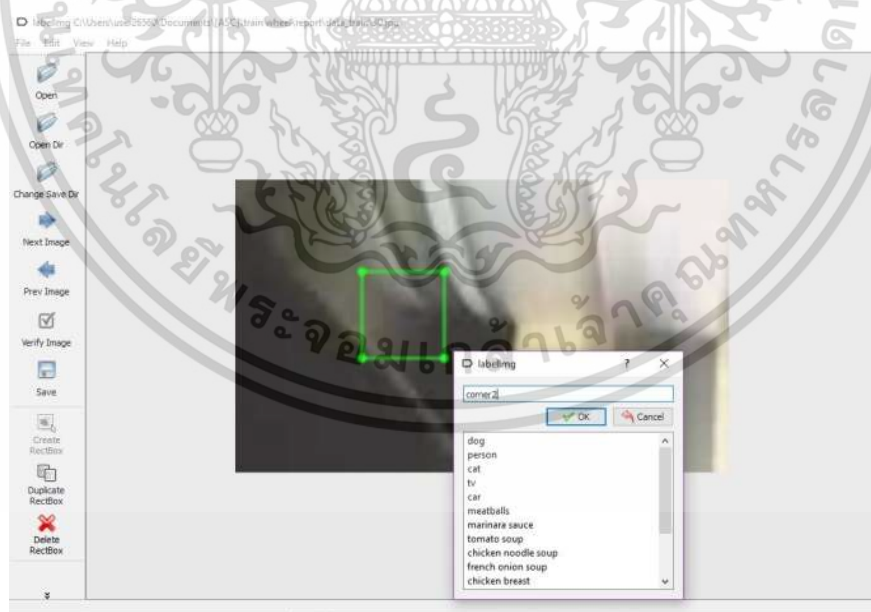 File Edit View Help
Open
Open Dir
Change Save Dir
Next Image
Prev Image
Verify Image
Save
Create
RectBox
Duplicate
RectBox
Delete
RectBox
labelImg ? ×
corner2
OK Cancel
dog
person
cat
tv
car
meatballs
marinara sauce
tomato soup
chicken noodle soup
french onion soup
chicken breast